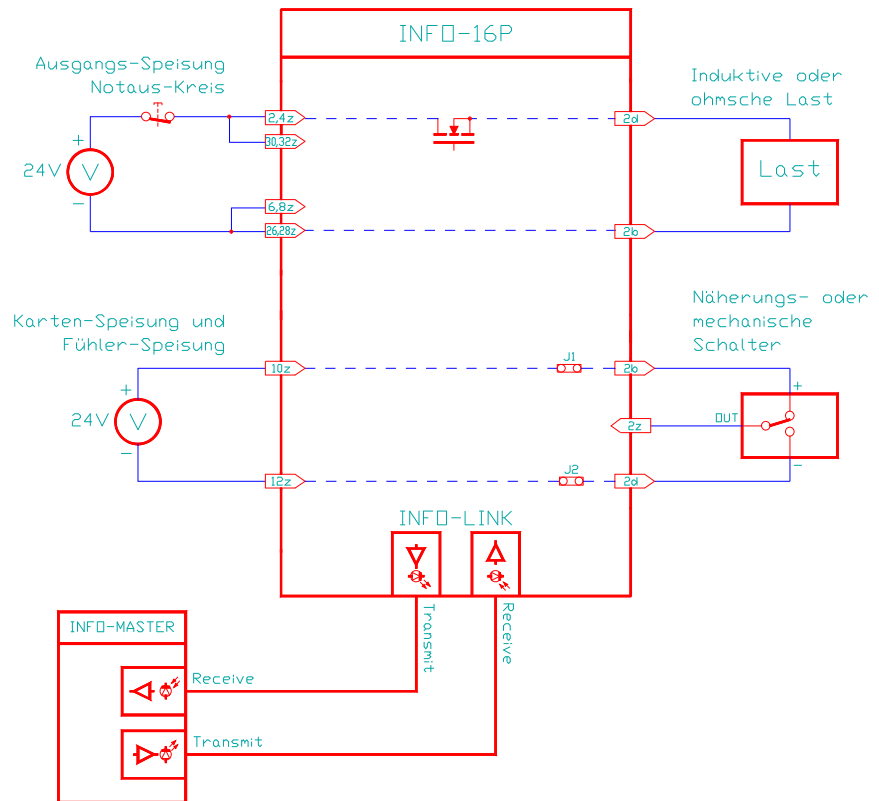 INFO-16P
Ausgangs-Speisung
Notaus-Kreis
Induktive oder
ohmsche Last
2,4z
2d
+
30,32z
24V
V
Last
-
6,8z
26,28z
2b
Näherungs- oder
mechanische
Schalter
Karten-Speisung und
Fühler-Speisung
J1
10z
2b
+
+
24V
V
OUT
2z
-
-
J2
12z
2d
INFO-LINK
Transmit
Receive
INFO-MASTER
Receive
Transmit